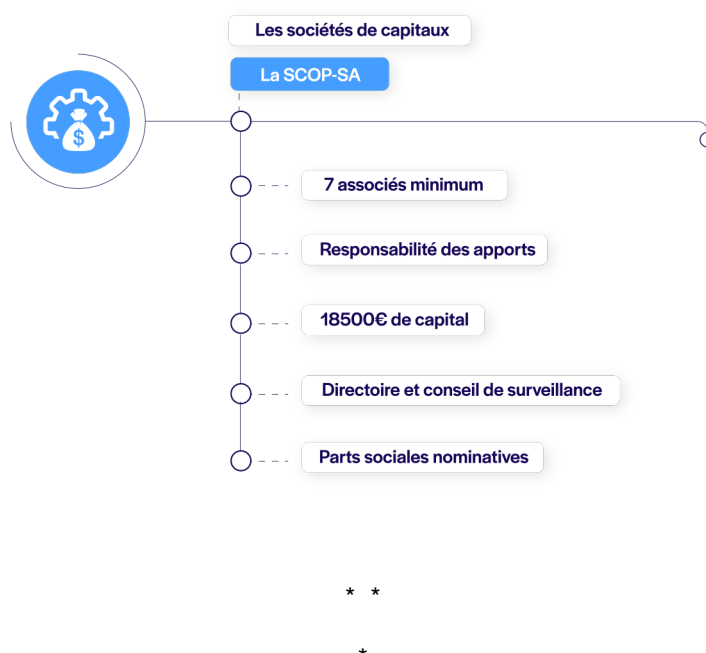 Les sociétés de capitaux
La SCOP-SA
$
7 associés minimum
Responsabilité des apports
18500€ de capital
Directoire et conseil de surveillance
Parts sociales nominatives
* *
*